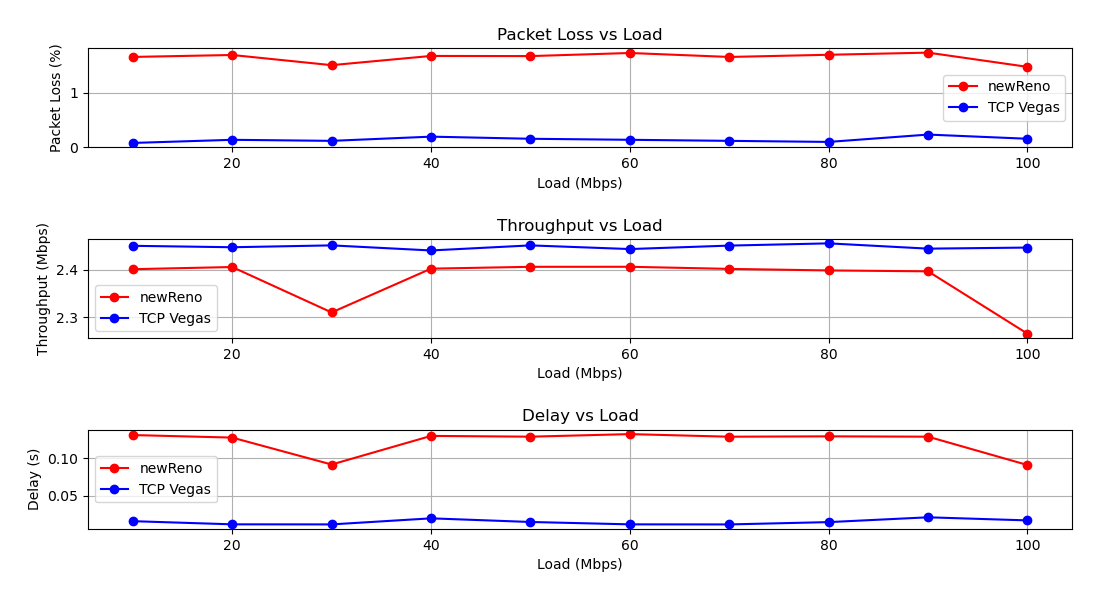 Packet Loss vs Load
Packet Loss (%)
1
0
newReno
TCP Vegas
20 40 60 80 100
Load (Mbps)
Throughput vs Load
Throughput (Mbps)
2.4
2.3
newReno
TCP Vegas
20 40 60 80 100
Load (Mbps)
Delay vs Load
Delay (s)
0.10
0.05
newReno
TCP Vegas
20 40 60 80 100
Load (Mbps)